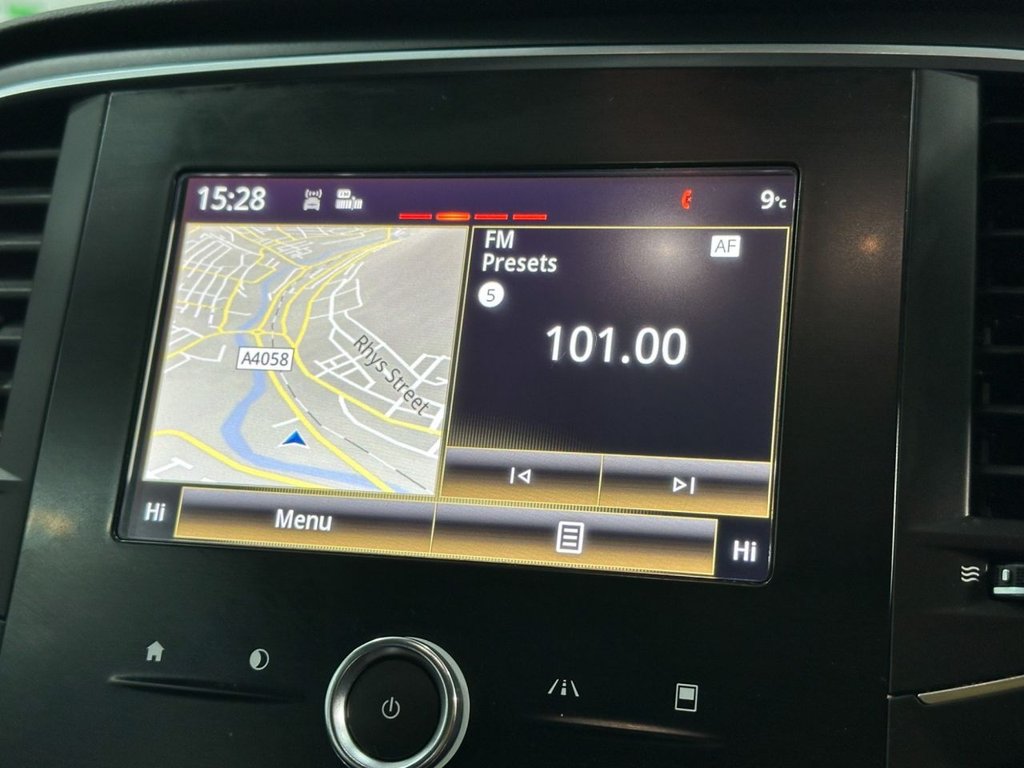 15:28
9°c
FM
AF
Presets
5
101.00
A4058
Rhys Street
Hi
Menu
Hi